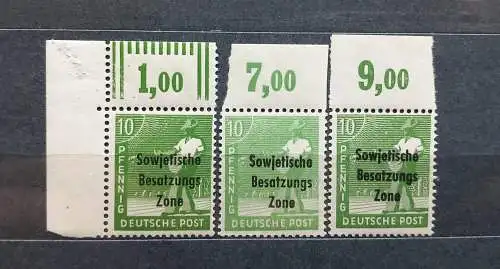 1,00 7,00 9,00
10 PFENNIG
Sowjetische
Besatzungs
Zone
DEUTSCHE POST
10 PFENNIG
Sowjetische
Besatzungs
Zone
DEUTSCHE POST
10 PFENNIG
Sowjetische
Besatzungs
Zone
DEUTSCHE POST